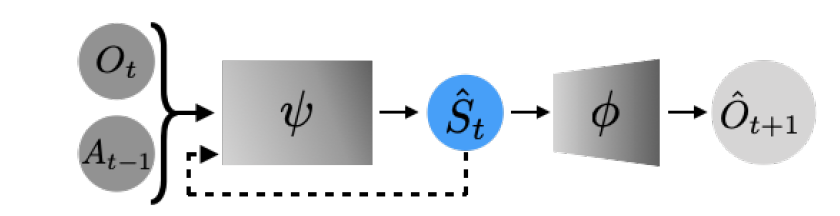 O_t
A_{t-1}
ψ
Ŝ_t
ϕ
Ô_{t+1}